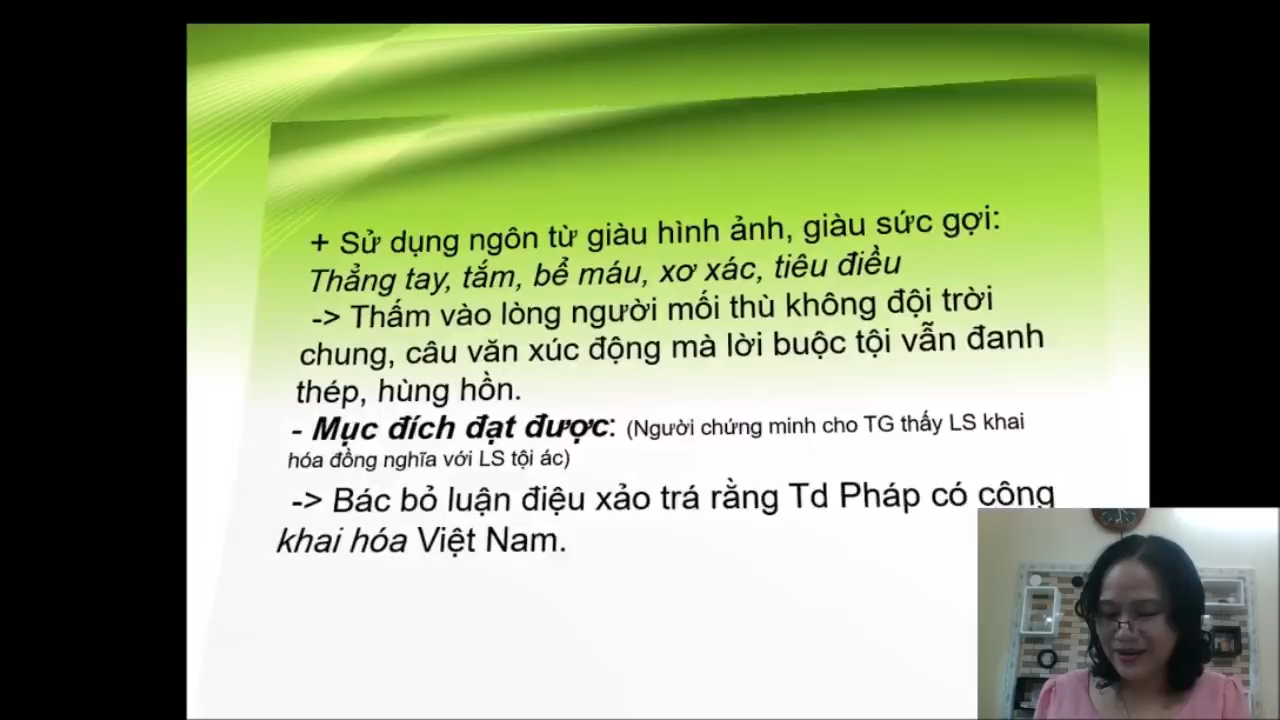 + Sử dụng ngôn từ giàu hình ảnh, giàu sức gợi:
Thẳng tay, tắm, bể máu, xơ xác, tiêu điều
-> Thấm vào lòng người mối thù không đội trời
chung, câu văn xúc động mà lời buộc tội vẫn đanh
thép, hùng hồn.
- Mục đích đạt được: (Người chứng minh cho TG thấy LS khai
hóa đồng nghĩa với LS tội ác)
-> Bác bỏ luận điệu xảo trá rằng Td Pháp có công
khai hóa Việt Nam.